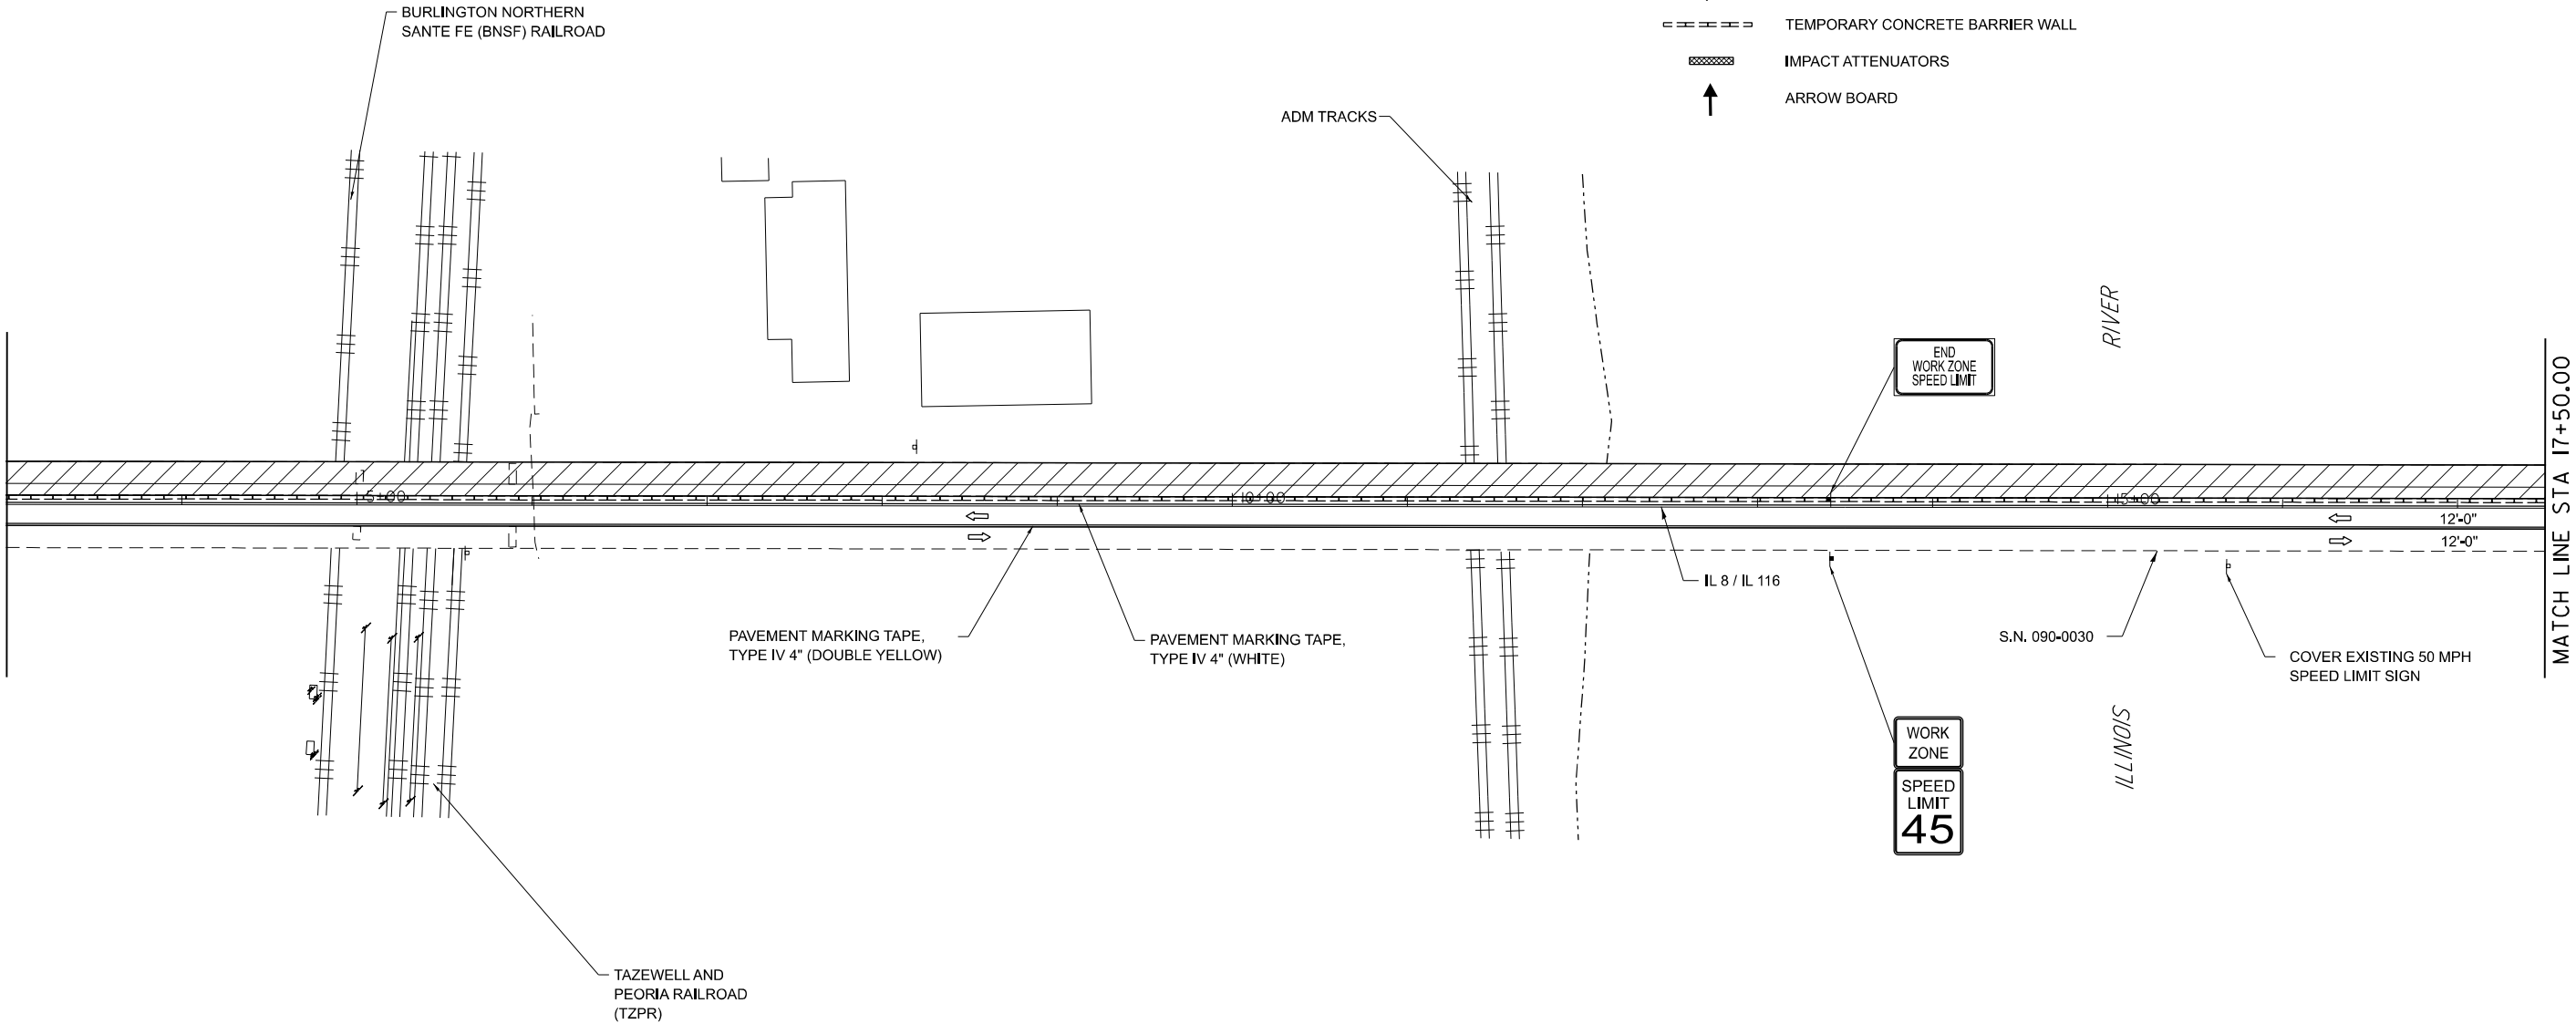 BURLINGTON NORTHERN
SANTE FE (BNSF) RAILROAD
TEMPORARY CONCRETE BARRIER WALL
IMPACT ATTENUATORS
ARROW BOARD
ADM TRACKS
RIVER
END
WORK ZONE
SPEED LIMIT
MATCH LINE STA 17+50.00
5+00
10+00
15+00
12'-0"
12'-0"
IL 8 / IL 116
PAVEMENT MARKING TAPE,
TYPE IV 4" (DOUBLE YELLOW)
PAVEMENT MARKING TAPE,
TYPE IV 4" (WHITE)
S.N. 090-0030
COVER EXISTING 50 MPH
SPEED LIMIT SIGN
ILLINOIS
WORK
ZONE
SPEED
LIMIT
45
TAZEWELL AND
PEORIA RAILROAD
(TZPR)